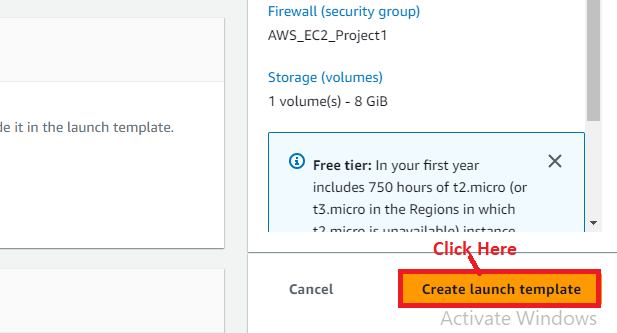 Firewall (security group)
AWS_EC2_Project1
Storage (volumes)
1 volume(s) - 8 GiB
de it in the launch template.
Free tier: In your first year
includes 750 hours of t2.micro (or
t3.micro in the Regions in which
t2.micro is unavailable) instance
Click Here
Cancel
Create launch template
Activate Windows